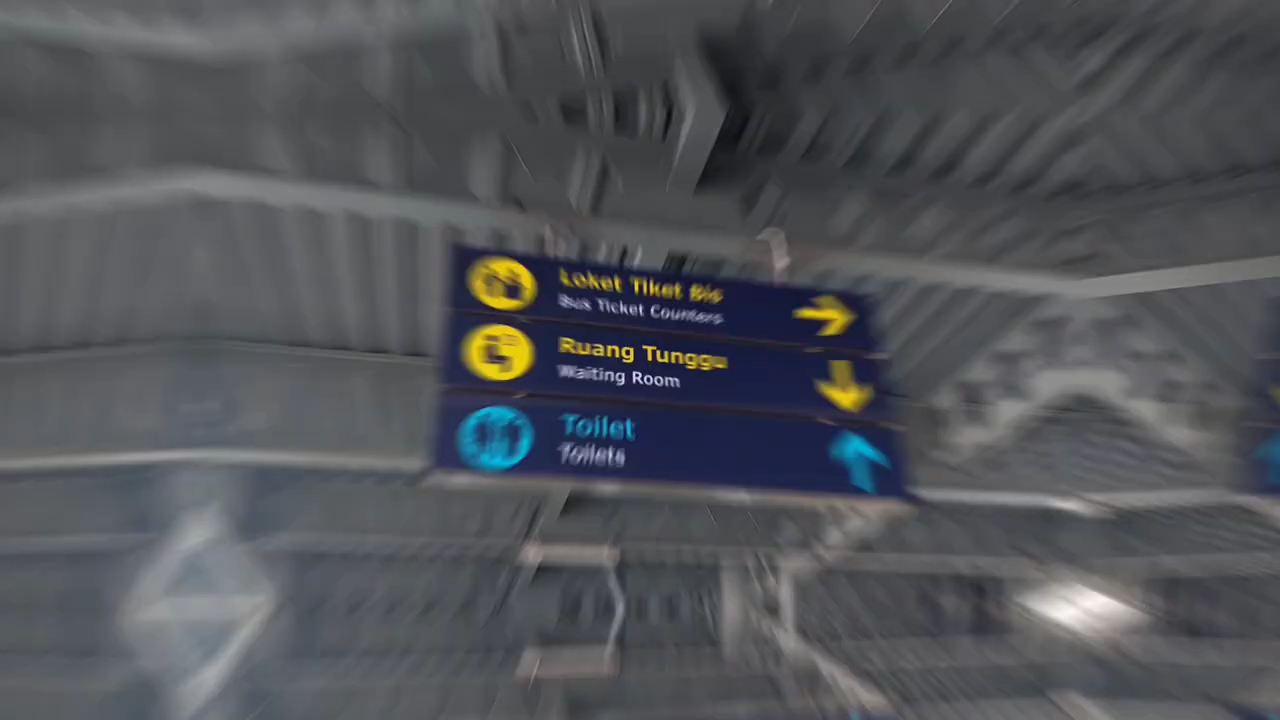 Loket Tiket Bis
Bus Ticket Counters
Ruang Tunggu
Waiting Room
Toilet
Toilets